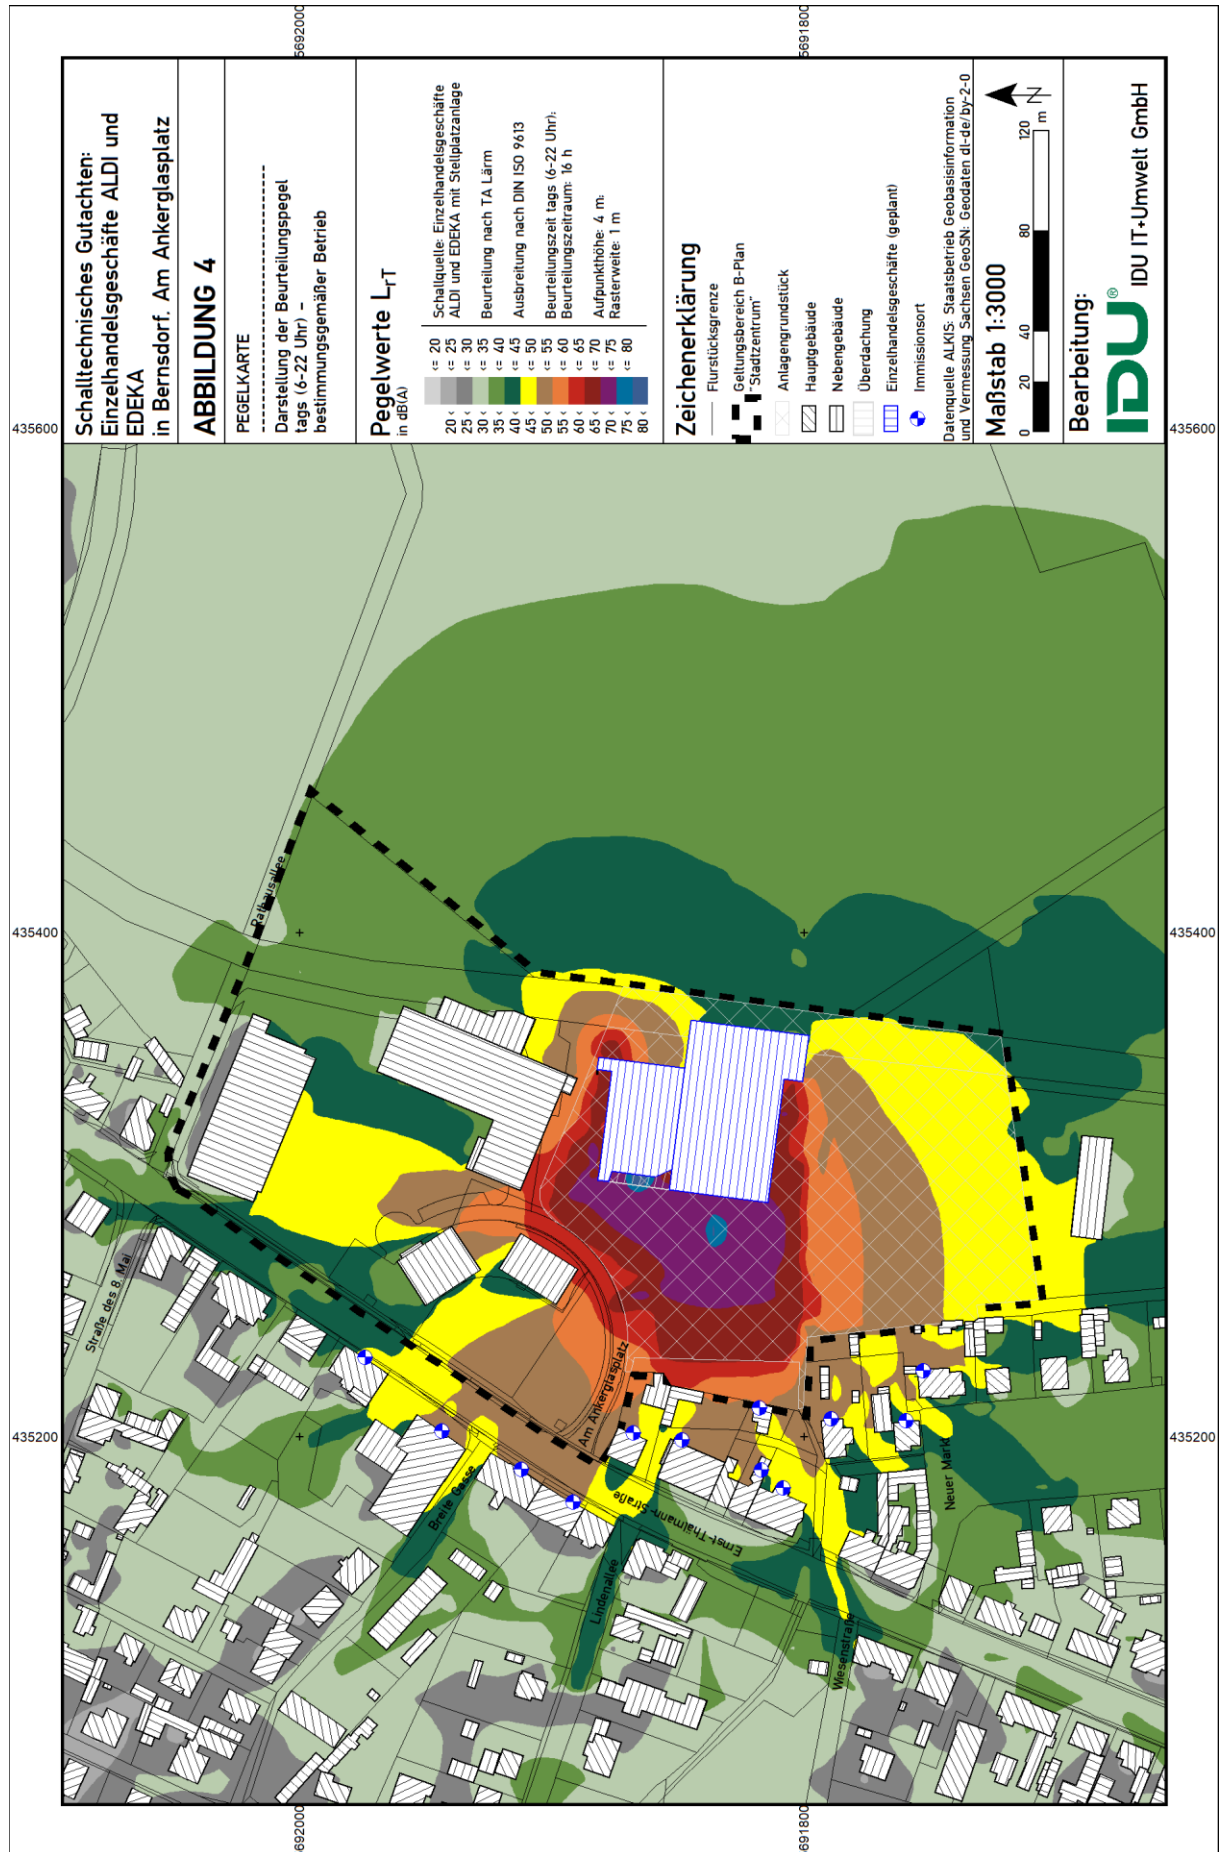 Schalltechnisches Gutachten:
Einzelhandelsgeschäfte ALDI und
EDEKA
in Bernsdorf, Am Ankerglasplatz
ABBILDUNG 4
PEGELKARTE
--------------------------
Darstellung der Beurteilungspegel
tags (6-22 Uhr) -
bestimmungsgemäßer Betrieb
Pegelwerte LrT
in dB(A)
<= 20
20 < <= 25
25 < <= 30
30 < <= 35
35 < <= 40
40 < <= 45
45 < <= 50
50 < <= 55
55 < <= 60
60 < <= 65
65 < <= 70
70 < <= 75
75 < <= 80
80 <
Schallquelle: Einzelhandelsgeschäfte
ALDI und EDEKA mit Stellplatzanlage
Beurteilung nach TA Lärm
Ausbreitung nach DIN ISO 9613
Beurteilungszeit tags (6-22 Uhr):
Beurteilungszeitraum: 16 h
Aufpunkthöhe: 4 m:
Rasterweite: 1 m
Zeichenerklärung
Flurstücksgrenze
Geltungsbereich B-Plan
"Stadtzentrum"
Anlagengrundstück
Hauptgebäude
Nebengebäude
Überdachung
Einzelhandelsgeschäfte (geplant)
Immissionsort
Datenquelle ALKIS: Staatsbetrieb Geobasisinformation
und Vermessung Sachsen GeoSN: Geodaten dl-de/by-2-0
Maßstab 1:3000
0 20 40 80 120
m
N
Bearbeitung:
IDU® IDU IT+Umwelt GmbH
5692000
5691800
435600
435600
435400
435400
435200
435200
5692000
5691800
Rathausallee
Straße des 8. Mai
Am Ankerglasplatz
Breite Gasse
Ernst-Thälmann-Straße
Lindenallee
Neuer Markt
Wiesenstraße